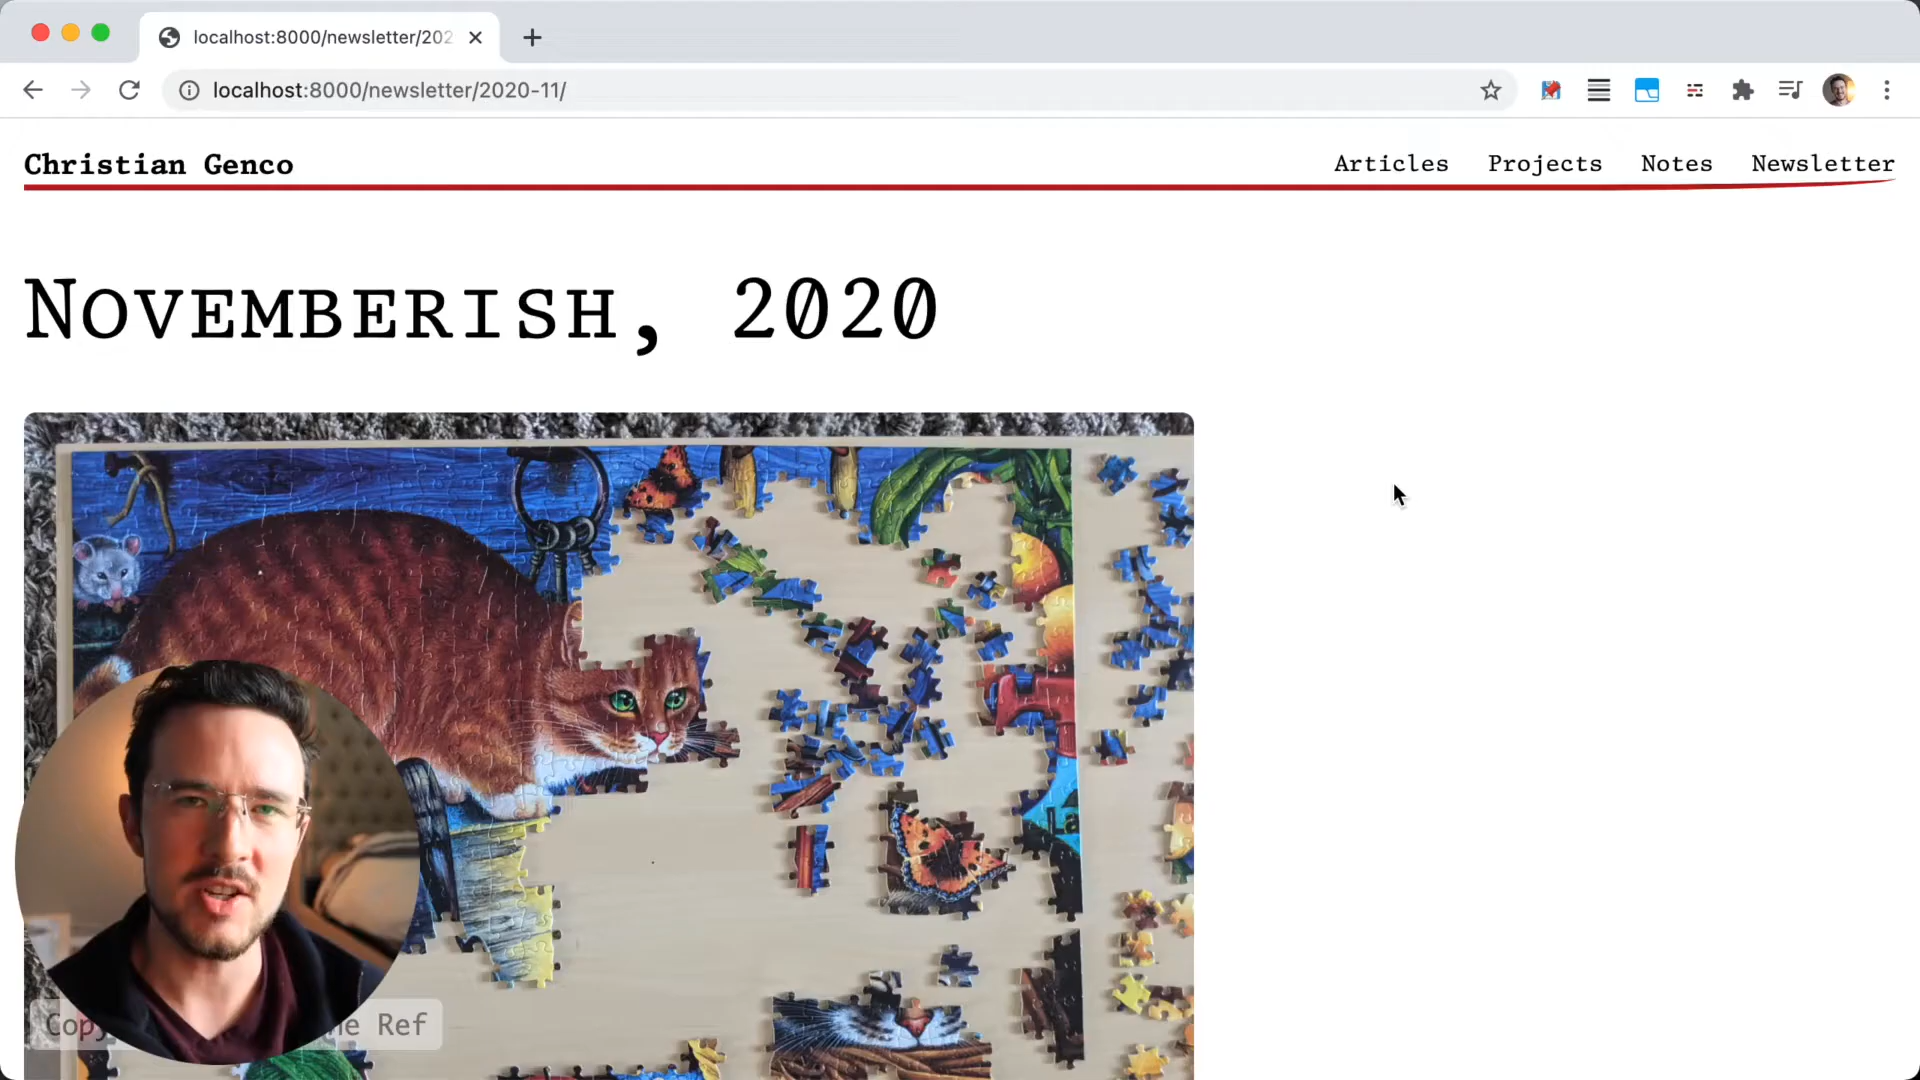 localhost:8000/newsletter/202
localhost:8000/newsletter/2020-11/
Christian Genco
Articles Projects Notes Newsletter
Novemberish, 2020
Ref